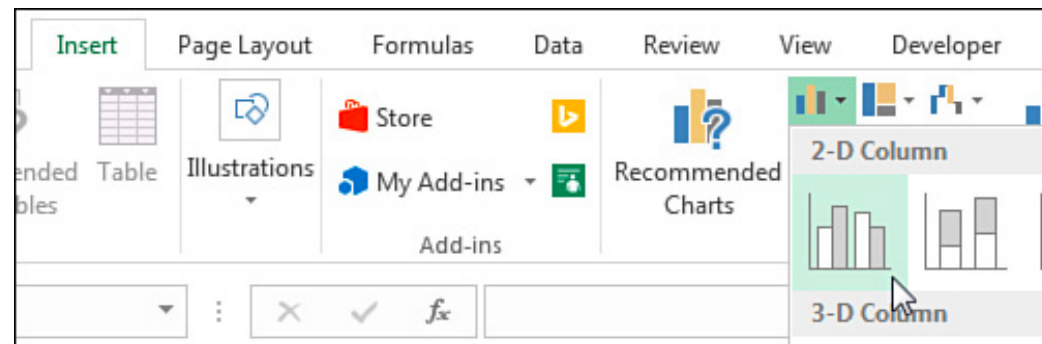 Insert Page Layout Formulas Data Review View Developer
Table
Illustrations
Store
My Add-ins
Add-ins
Recommended
Charts
2-D Column
3-D Column
fx